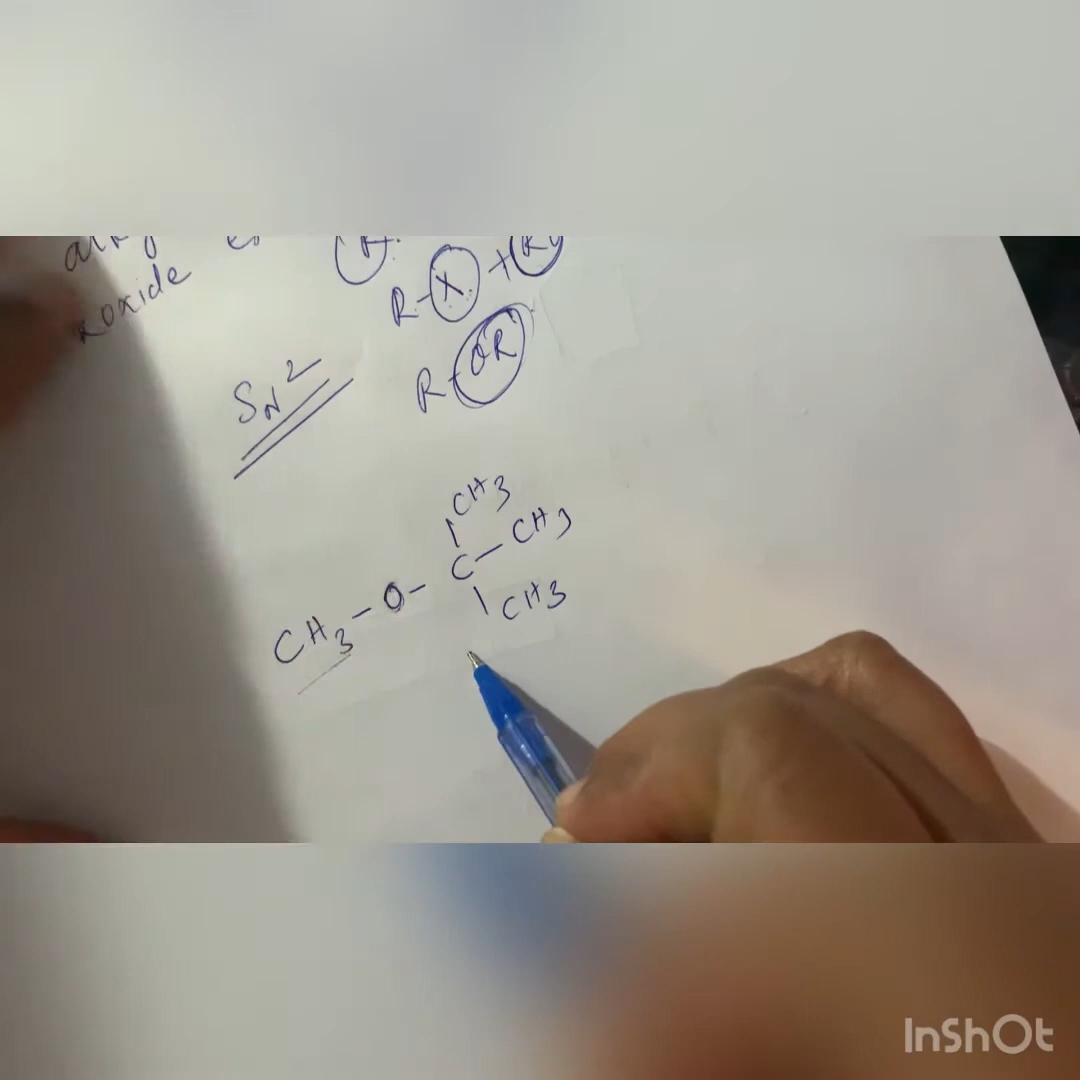 oxide
R-X +
R-OR
SN2
CH3
C-CH3
CH3-O-
CH3
InShOt